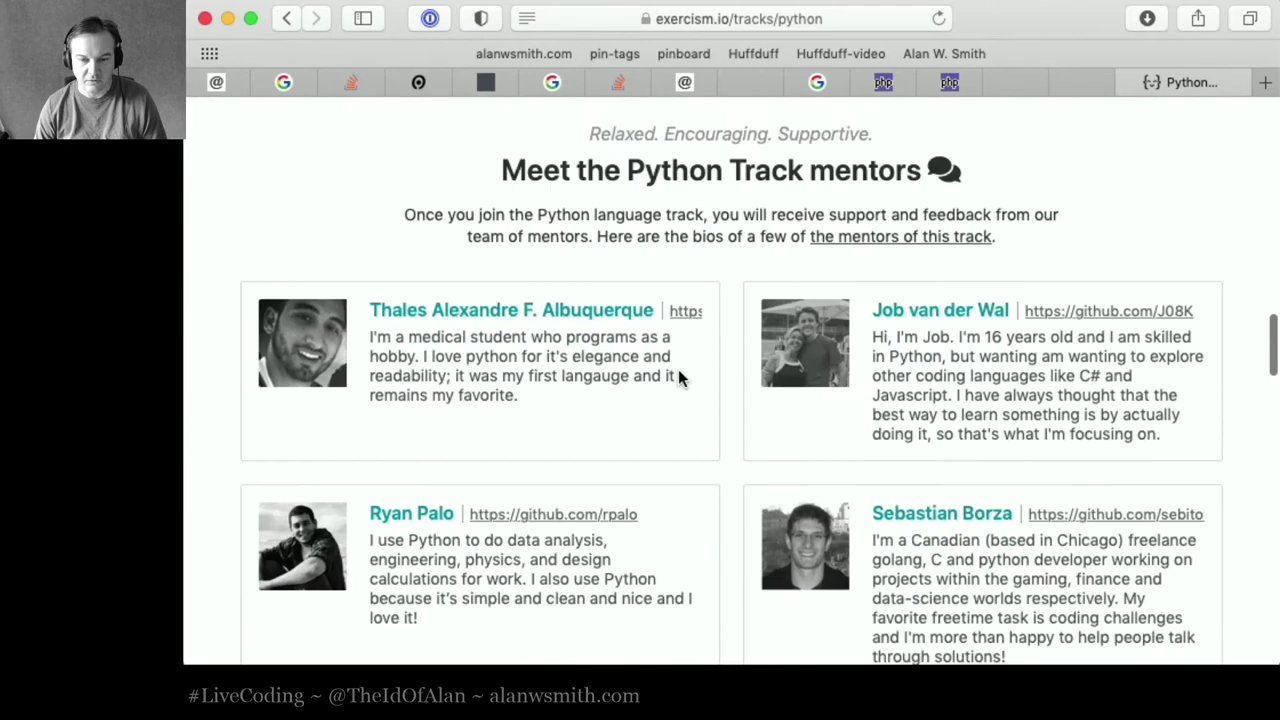 exercism.io/tracks/python
alanwsmith.com pin-tags pinboard Huffduff Huffduff-video Alan W. Smith
@ G G @ G php php {·,·} Python... +
Relaxed. Encouraging. Supportive.
Meet the Python Track mentors
Once you join the Python language track, you will receive support and feedback from our
team of mentors. Here are the bios of a few of the mentors of this track.
Thales Alexandre F. Albuquerque | https
I'm a medical student who programs as a
hobby. I love python for it's elegance and
readability; it was my first langauge and it
remains my favorite.
Job van der Wal | https://github.com/J08K
Hi, I'm Job. I'm 16 years old and I am skilled
in Python, but wanting am wanting to explore
other coding languages like C# and
Javascript. I have always thought that the
best way to learn something is by actually
doing it, so that's what I'm focusing on.
Ryan Palo | https://github.com/rpalo
I use Python to do data analysis,
engineering, physics, and design
calculations for work. I also use Python
because it's simple and clean and nice and I
love it!
Sebastian Borza | https://github.com/sebito
I'm a Canadian (based in Chicago) freelance
golang, C and python developer working on
projects within the gaming, finance and
data-science worlds respectively. My
favorite freetime task is coding challenges
and I'm more than happy to help people talk
through solutions!
#LiveCoding ~ @TheIdOfAlan ~ alanwsmith.com